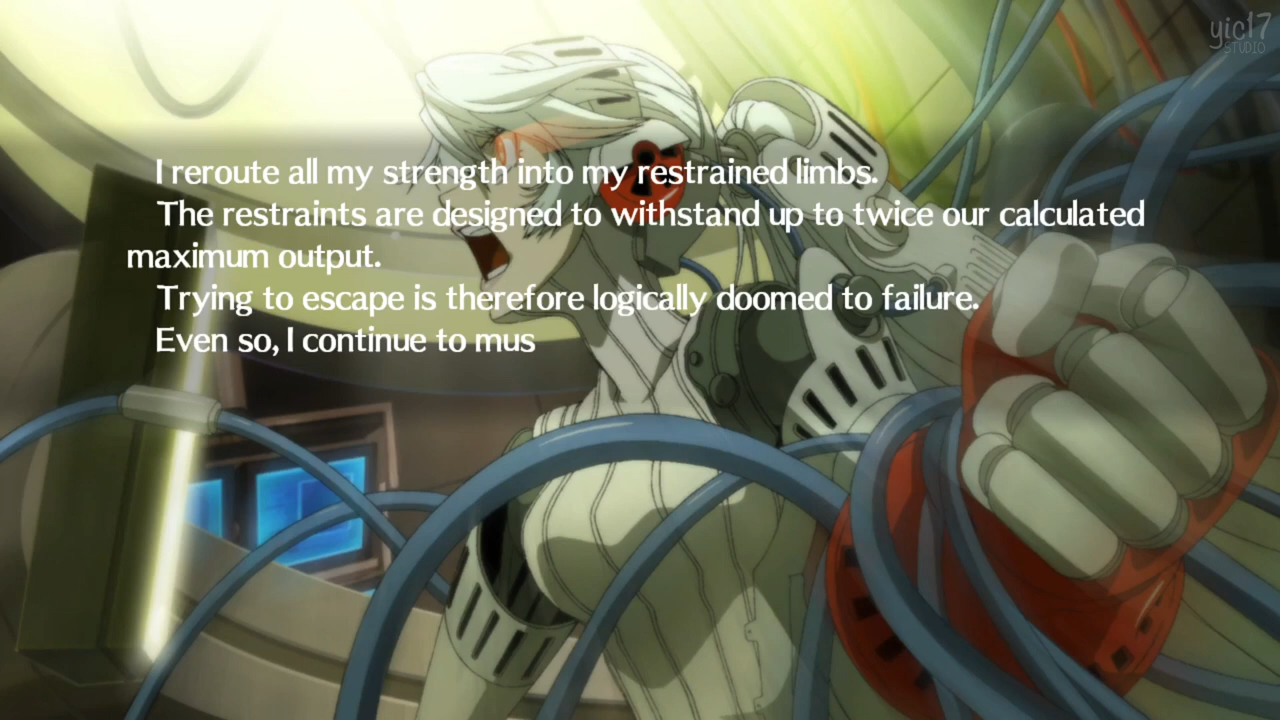 yic17
STUDIO
I reroute all my strength into my restrained limbs.
The restraints are designed to withstand up to twice our calculated
maximum output.
Trying to escape is therefore logically doomed to failure.
Even so, I continue to mus